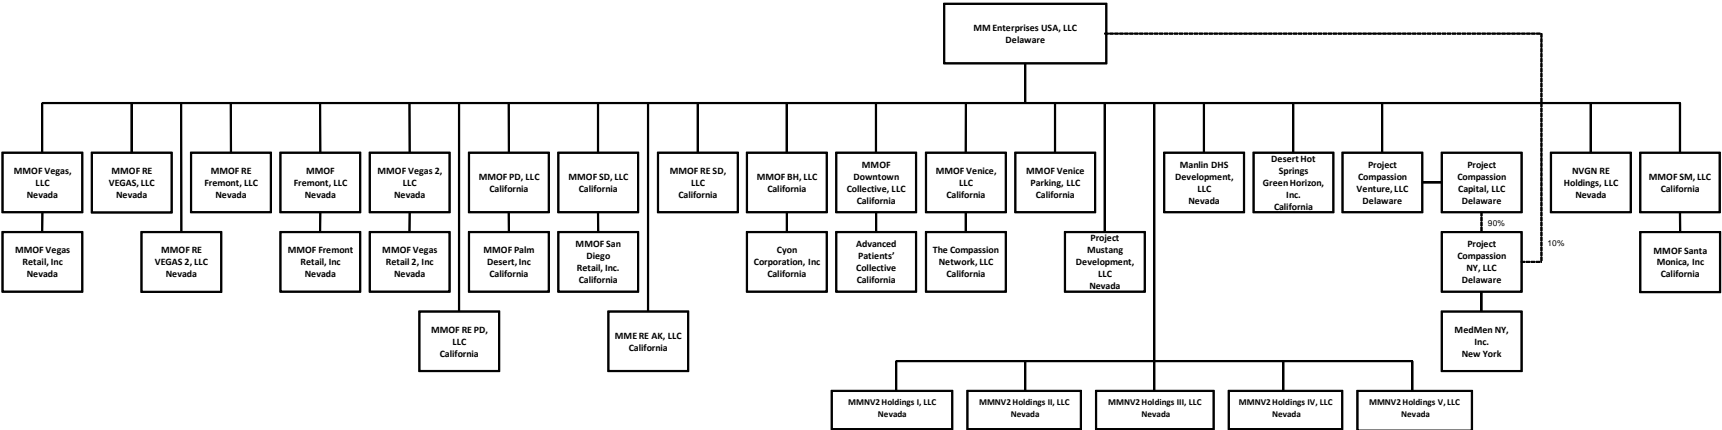 MM Enterprises USA, LLC
Delaware
MMOF Vegas,
LLC
Nevada
MMOF RE
VEGAS, LLC
Nevada
MMOF RE
Fremont, LLC
Nevada
MMOF
Fremont, LLC
Nevada
MMOF Vegas 2,
LLC
Nevada
MMOF PD, LLC
California
MMOF SD, LLC
California
MMOF RE SD, LLC
California
MMOF BH, LLC
California
MMOF
Downtown
Collective, LLC
California
MMOF Venice,
LLC
California
MMOF Venice
Parking, LLC
California
Manlin DHS
Development,
LLC
Nevada
Desert Hot
Springs
Green Horizon,
Inc.
California
Project
Compassion
Venture, LLC
Delaware
Project
Compassion
Capital, LLC
Delaware
NVGN RE
Holdings, LLC
Nevada
MMOF SM, LLC
California
90%
10%
MMOF Vegas
Retail, Inc
Nevada
MMOF RE
VEGAS 2, LLC
Nevada
MMOF Fremont
Retail, Inc
Nevada
MMOF Vegas
Retail 2, Inc
Nevada
MMOF Palm
Desert, Inc
California
MMOF San
Diego
Retail, Inc.
California
Cyon
Corporation, Inc
California
Advanced
Patients'
Collective
California
The Compassion
Network, LLC
California
Project
Mustang
Development,
LLC
Nevada
Project
Compassion
NY, LLC
Delaware
MMOF Santa
Monica, Inc
California
MMOF RE PD,
LLC
California
MME RE AK, LLC
California
MedMen NY,
Inc.
New York
MMNV2 Holdings I, LLC
Nevada
MMNV2 Holdings II, LLC
Nevada
MMNV2 Holdings III, LLC
Nevada
MMNV2 Holdings IV, LLC
Nevada
MMNV2 Holdings V, LLC
Nevada